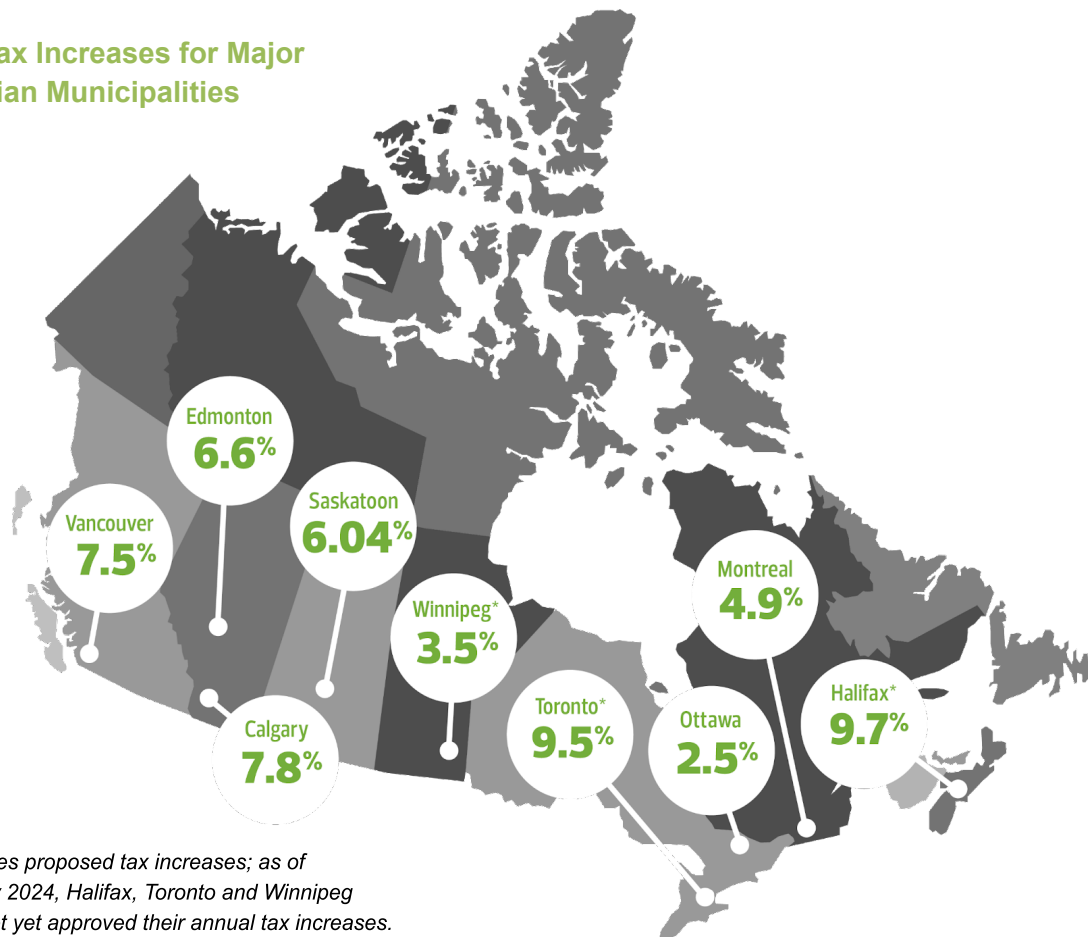 ax Increases for Major
ian Municipalities
Edmonton
6.6%
Saskatoon
6.04%
Vancouver
7.5%
Montreal
4.9%
Winnipeg*
3.5%
Halifax*
9.7%
Toronto*
9.5%
Ottawa
2.5%
Calgary
7.8%
es proposed tax increases; as of
2024, Halifax, Toronto and Winnipeg
t yet approved their annual tax increases.